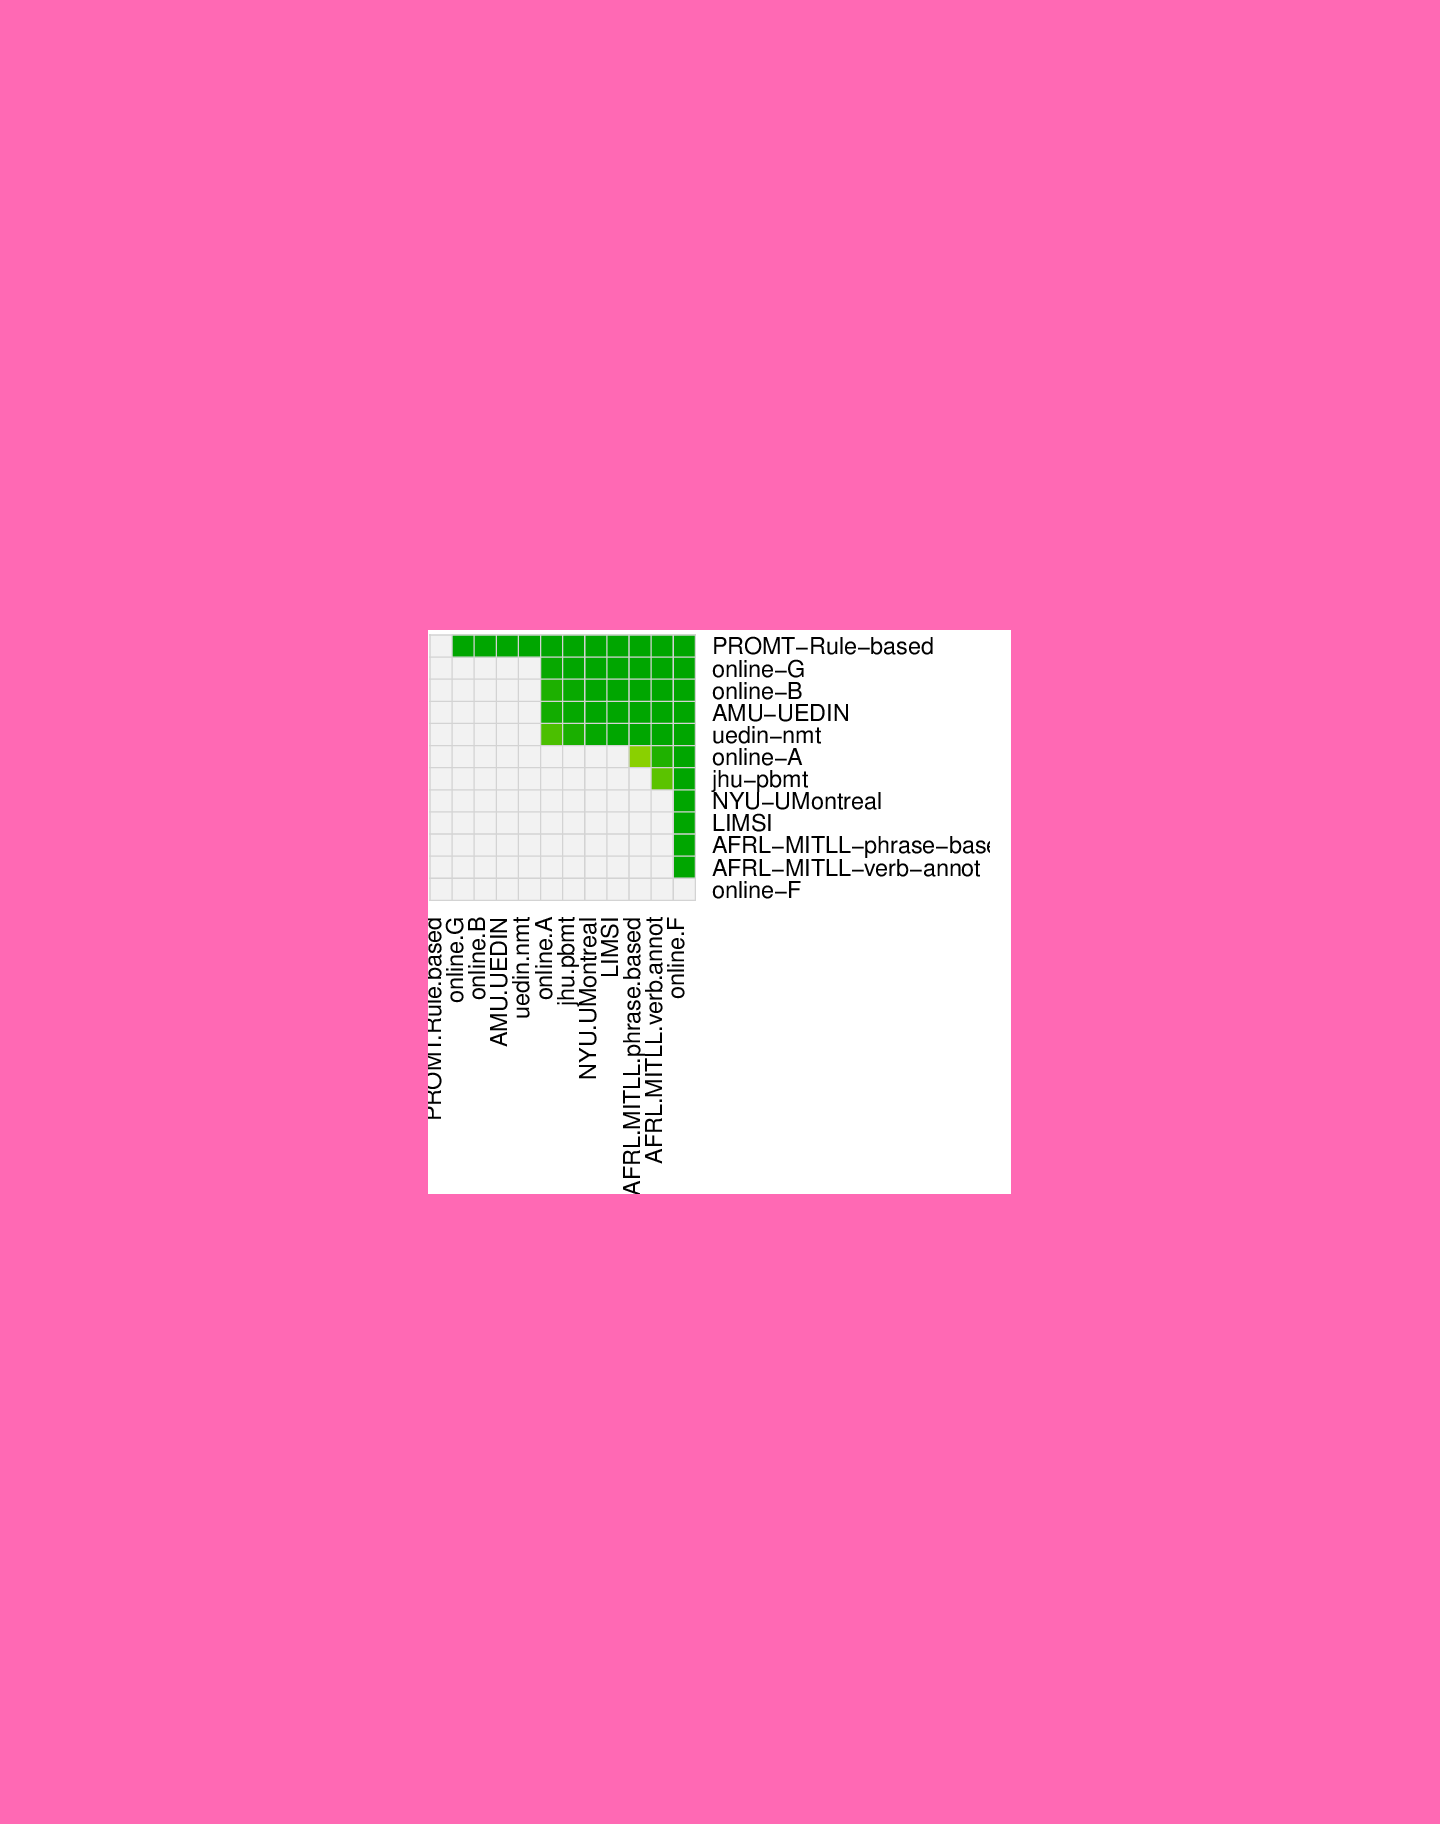 PROMT−Rule−based
online−G
online−B
AMU−UEDIN
uedin−nmt
online−A
jhu−pbmt
NYU−UMontreal
LIMSI
AFRL−MITLL−phrase−base
AFRL−MITLL−verb−annot
online−F
PROMT.Rule.based
online.G
online.B
AMU.UEDIN
uedin.nmt
online.A
jhu.pbmt
NYU.UMontreal
LIMSI
AFRL.MITLL.phrase.based
AFRL.MITLL.verb.annot
online.F